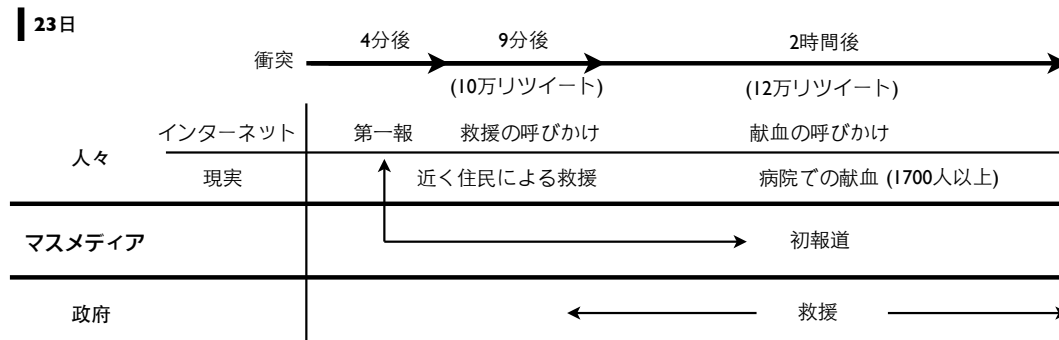 23日
4分後 9分後 2時間後
衝突
(10万リツイート) (12万リツイート)
インターネット 第一報 救援の呼びかけ 献血の呼びかけ
人々
現実 近く住民による救援 病院での献血 (1700人以上)
マスメディア 初報道
政府 救援